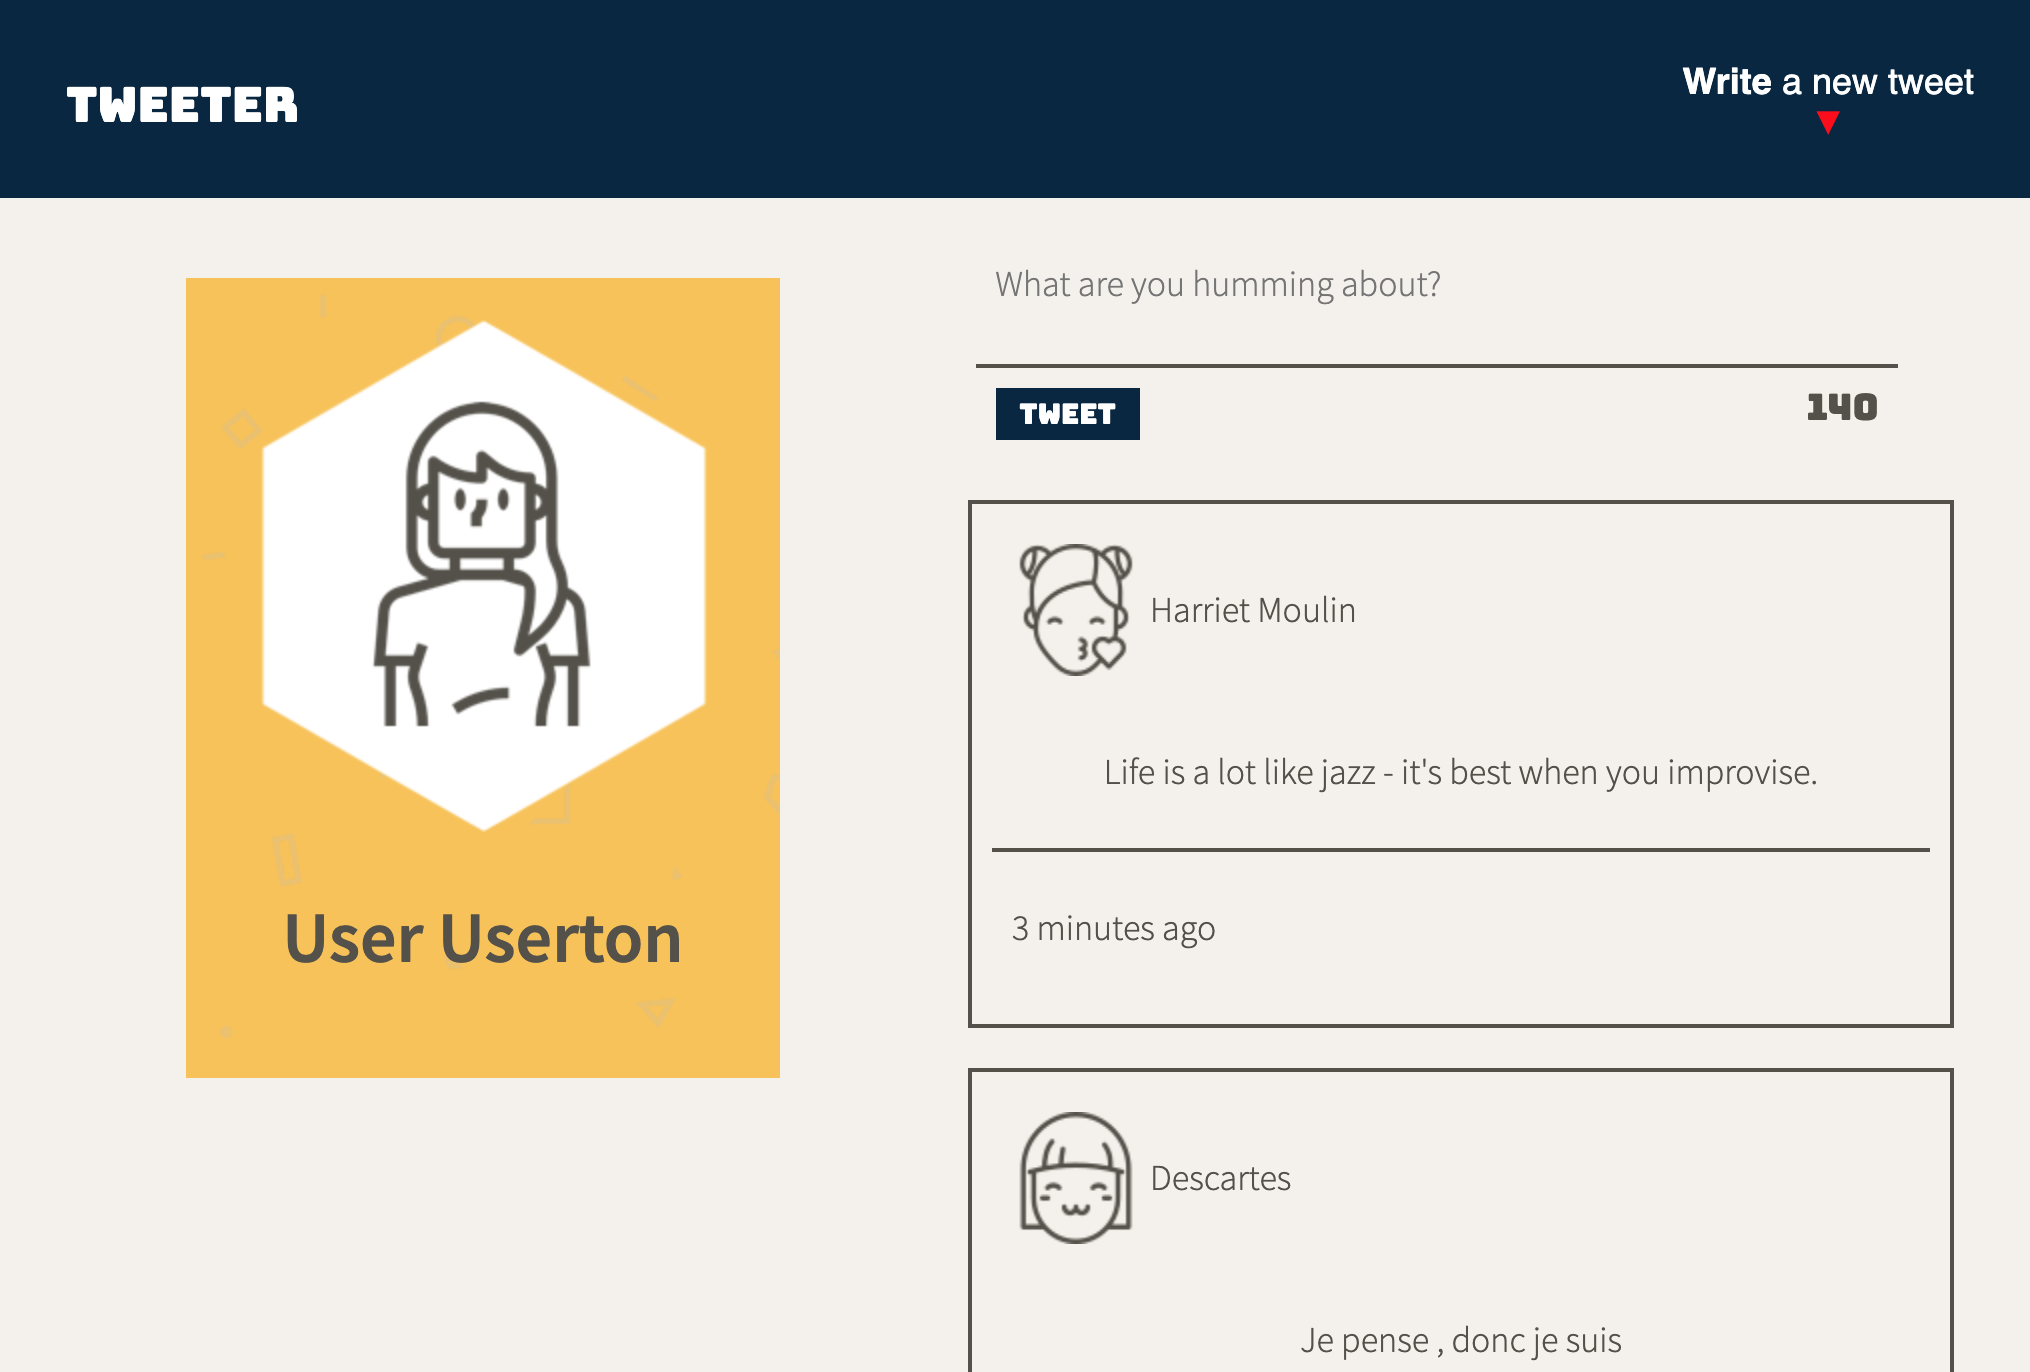 TWEETER
Write a new tweet
What are you humming about?
TWEET
140
User Userton
Harriet Moulin
Life is a lot like jazz - it's best when you improvise.
3 minutes ago
Descartes
Je pense , donc je suis